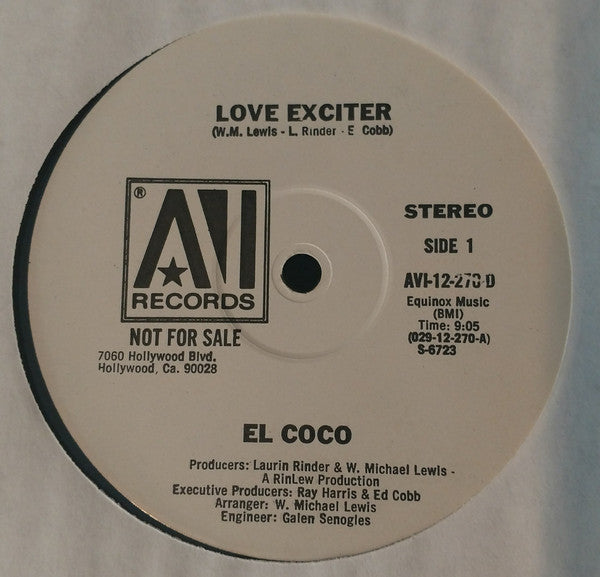 LOVE EXCITER
(W.M. Lewis - L. Rinder - E. Cobb)
® AVI
RECORDS
NOT FOR SALE
7060 Hollywood Blvd.
Hollywood, Ca. 90028
STEREO
SIDE 1
AVI-12-270-D
Equinox Music
(BMI)
Time: 9:05
(029-12-270-A)
S-6723
EL COCO
Producers: Laurin Rinder & W. Michael Lewis -
A RinLew Production
Executive Producers: Ray Harris & Ed Cobb
Arranger: W. Michael Lewis
Engineer: Galen Senogles